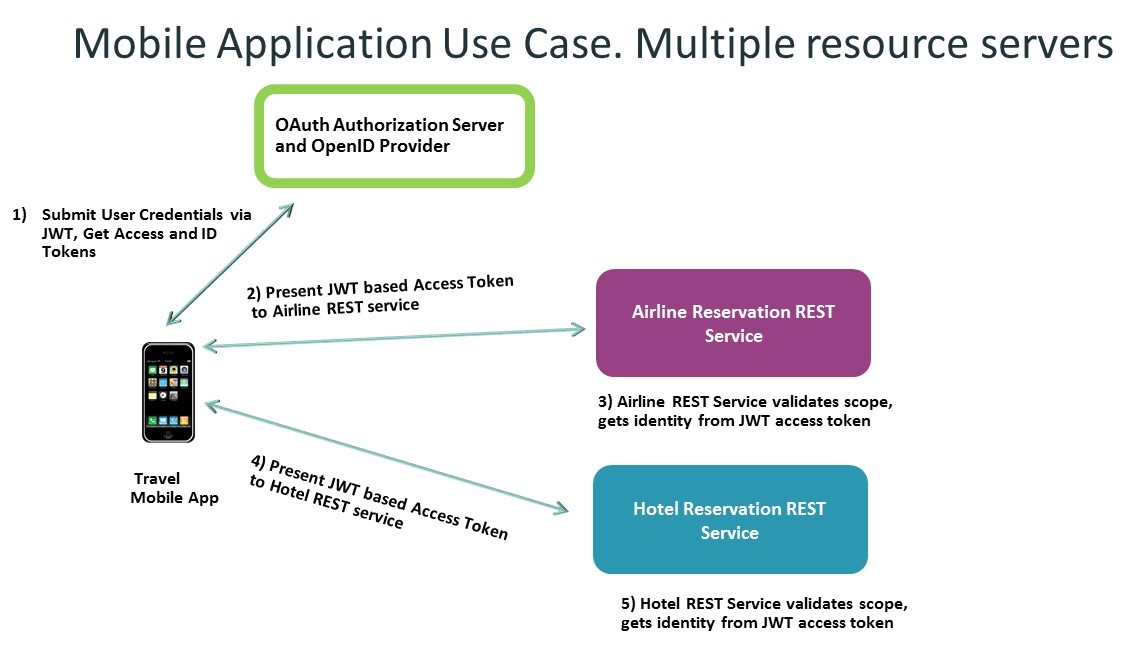 Mobile Application Use Case. Multiple resource servers
OAuth Authorization Server
and OpenID Provider
1) Submit User Credentials via
JWT, Get Access and ID
Tokens
2) Present JWT based Access Token
to Airline REST service
Airline Reservation REST
Service
3) Airline REST Service validates scope,
gets identity from JWT access token
Travel
Mobile App
4) Present JWT based Access Token
to Hotel REST service
Hotel Reservation REST
Service
5) Hotel REST Service validates scope,
gets identity from JWT access token